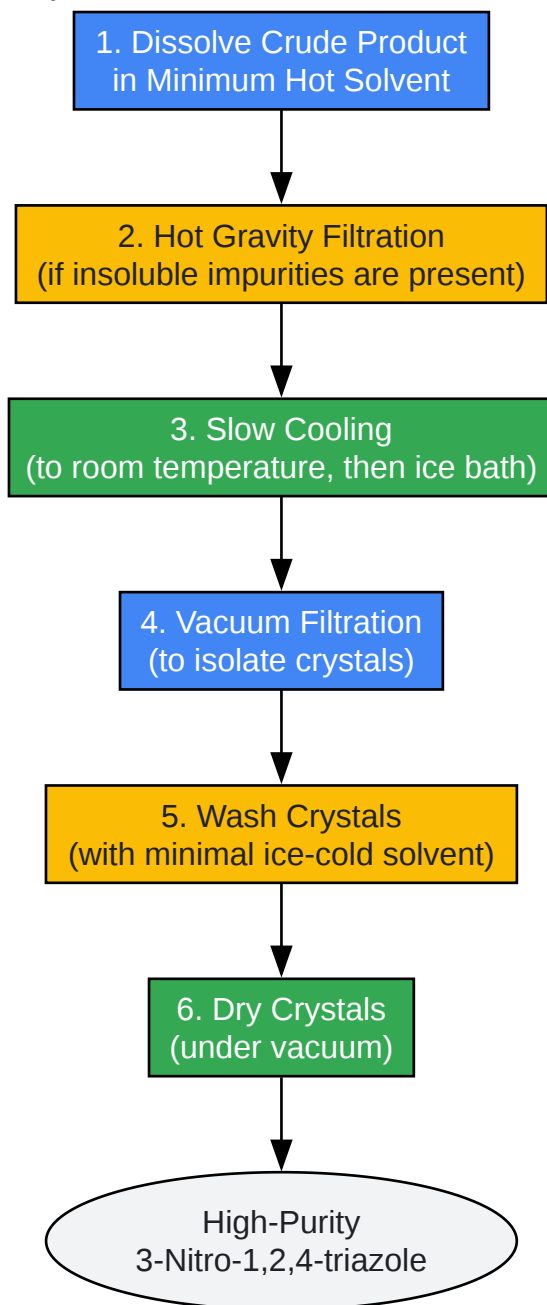 1. Dissolve Crude Product
in Minimum Hot Solvent
2. Hot Gravity Filtration
(if insoluble impurities are present)
3. Slow Cooling
(to room temperature, then ice bath)
4. Vacuum Filtration
(to isolate crystals)
5. Wash Crystals
(with minimal ice-cold solvent)
6. Dry Crystals
(under vacuum)
High-Purity
3-Nitro-1,2,4-triazole